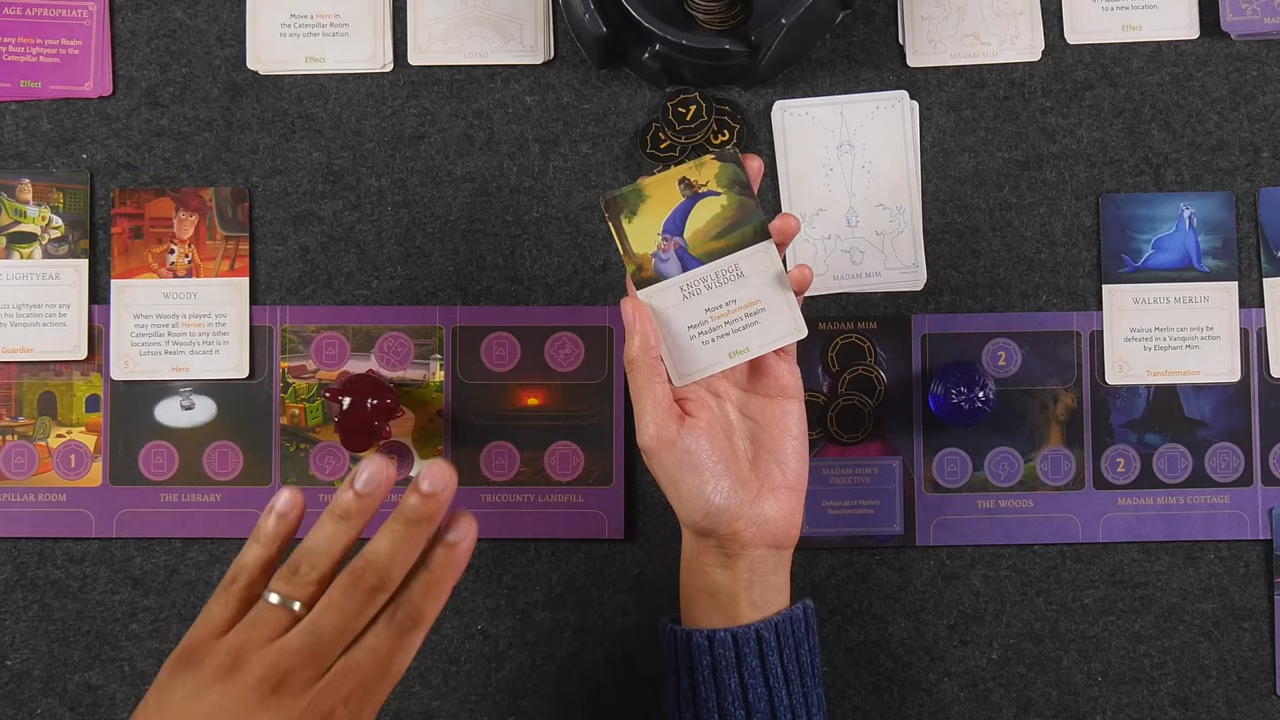 AGE APPROPRIATE
any Hero in your Realm
Buzz Lightyear to the
Caterpillar Room.
Effect
Move a Hero in
the Caterpillar Room
to any other location.
Effect
LOTSO
MADAM MIM
to a new location.
Effect
-1
-1
3
MADAM MIM
KNOWLEDGE
AND WISDOM
Move any
Merlin Transformation
in Madam Mim's Realm
to a new location.
Effect
LIGHTYEAR
Buzz Lightyear nor any
his location can be
by Vanquish actions.
Guardian
WOODY
When Woody is played, you
may move all Heroes in the
Caterpillar Room to any other
locations. If Woody's Hat is in
Lotso's Realm, discard it.
5
Hero
WALRUS MERLIN
Walrus Merlin can only be
defeated in a Vanquish action
by Elephant Mim.
3
Transformation
1
ROOM
THE LIBRARY
TRICOUNTY LANDFILL
MADAM MIM
MADAM MIM'S
OBJECTIVE
Defeat all of Merlin's
Transformations.
2
THE WOODS
2
MADAM MIM'S COTTAGE